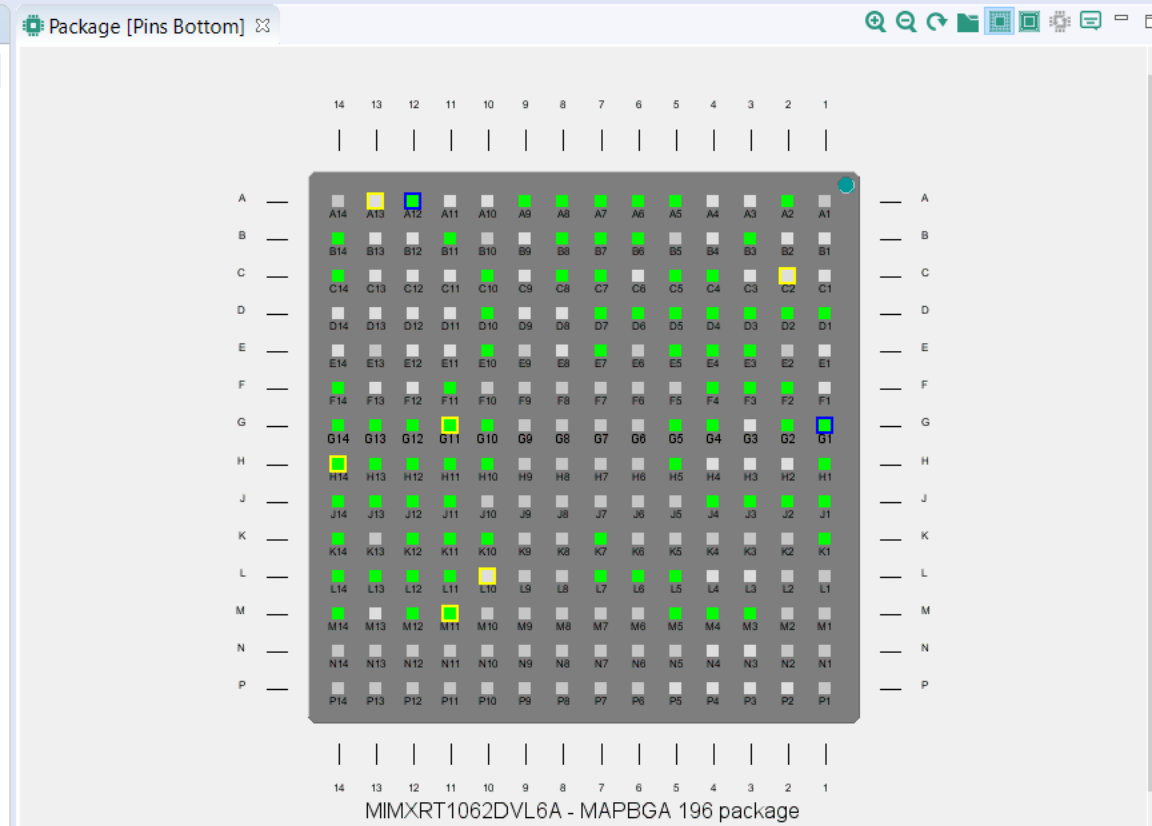 Package [Pins Bottom]
14 13 12 11 10 9 8 7 6 5 4 3 2 1
A A
A14 A13 A12 A11 A10 A9 A8 A7 A6 A5 A4 A3 A2 A1
B B
B14 B13 B12 B11 B10 B9 B8 B7 B6 B5 B4 B3 B2 B1
C C
C14 C13 C12 C11 C10 C9 C8 C7 C6 C5 C4 C3 C2 C1
D D
D14 D13 D12 D11 D10 D9 D8 D7 D6 D5 D4 D3 D2 D1
E E
E14 E13 E12 E11 E10 E9 E8 E7 E6 E5 E4 E3 E2 E1
F F
F14 F13 F12 F11 F10 F9 F8 F7 F6 F5 F4 F3 F2 F1
G G
G14 G13 G12 G11 G10 G9 G8 G7 G6 G5 G4 G3 G2 G1
H H
H14 H13 H12 H11 H10 H9 H8 H7 H6 H5 H4 H3 H2 H1
J J
J14 J13 J12 J11 J10 J9 J8 J7 J6 J5 J4 J3 J2 J1
K K
K14 K13 K12 K11 K10 K9 K8 K7 K6 K5 K4 K3 K2 K1
L L
L14 L13 L12 L11 L10 L9 L8 L7 L6 L5 L4 L3 L2 L1
M M
M14 M13 M12 M11 M10 M9 M8 M7 M6 M5 M4 M3 M2 M1
N N
N14 N13 N12 N11 N10 N9 N8 N7 N6 N5 N4 N3 N2 N1
P P
P14 P13 P12 P11 P10 P9 P8 P7 P6 P5 P4 P3 P2 P1
14 13 12 11 10 9 8 7 6 5 4 3 2 1
MIMXRT1062DVL6A - MAPBGA 196 package